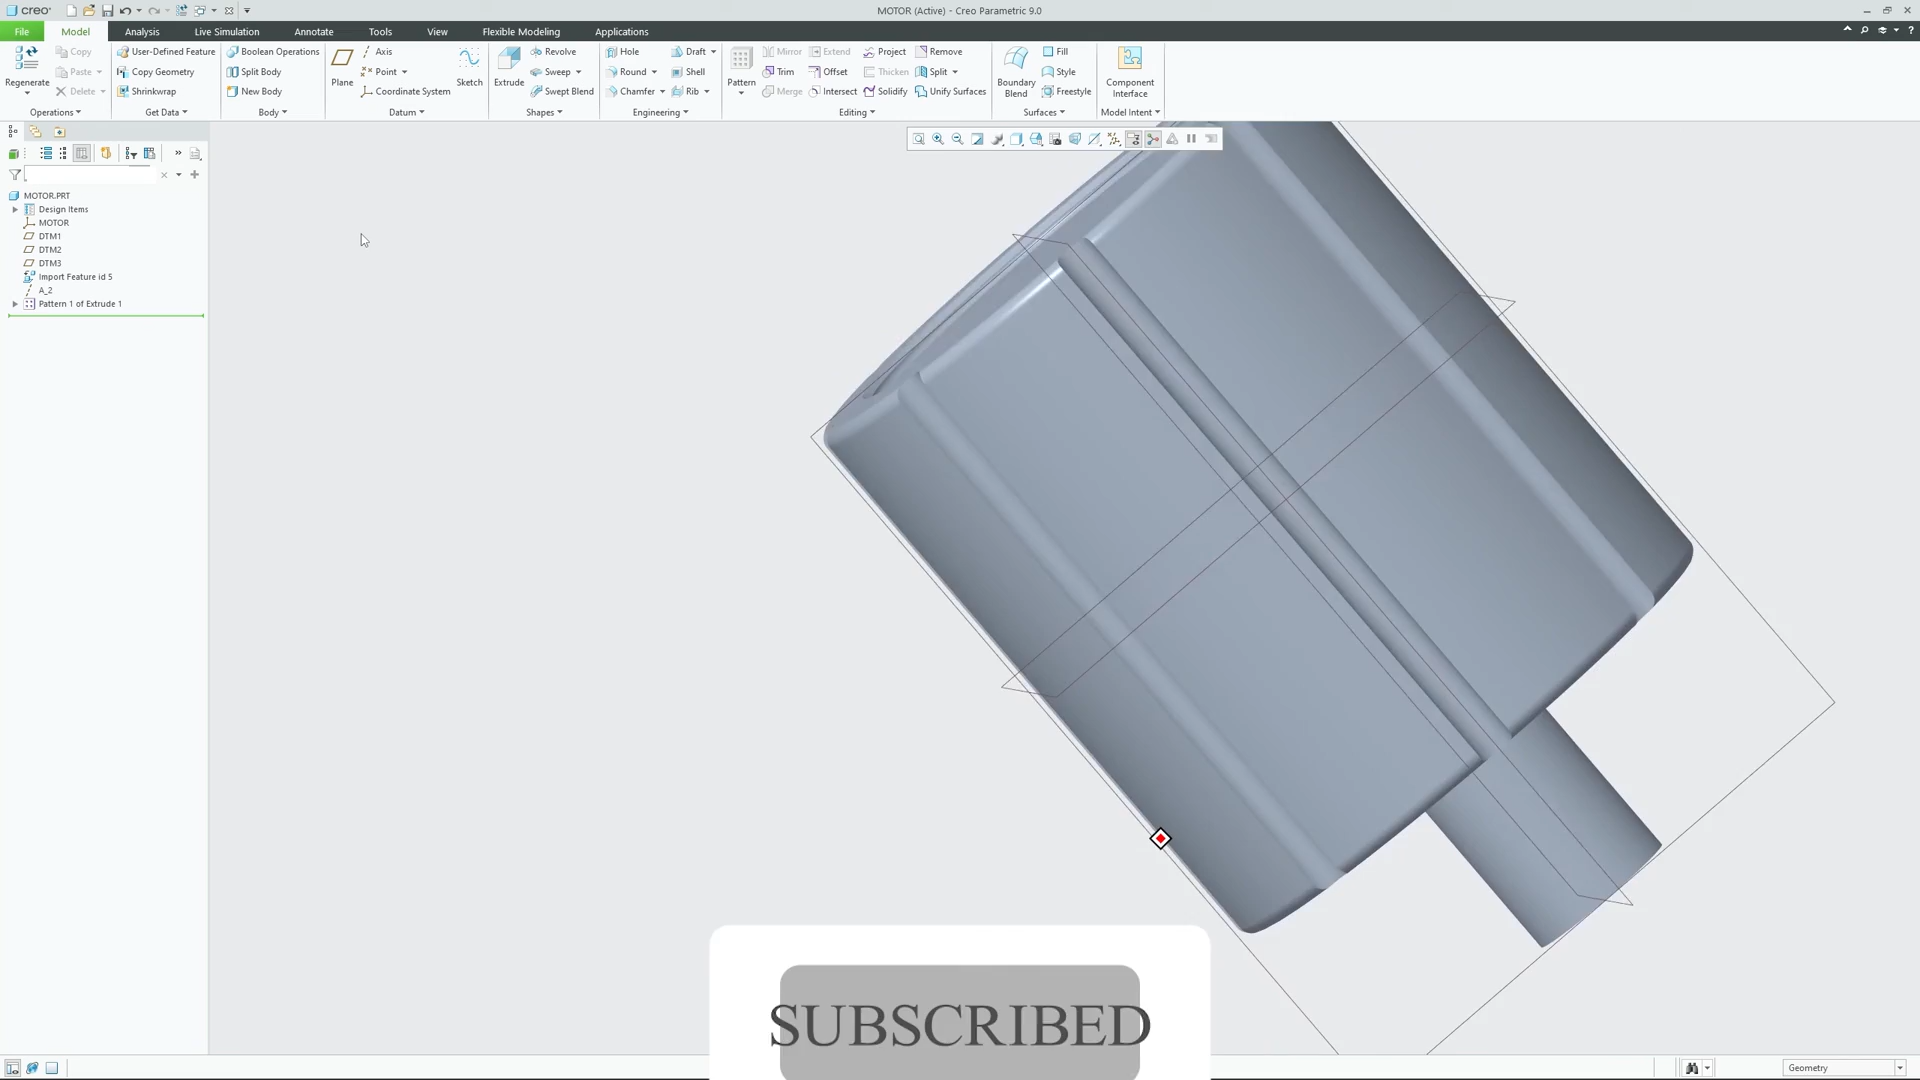 creo
MOTOR (Active) - Creo Parametric 9.0
File Model Analysis Live Simulation Annotate Tools View Flexible Modeling Applications
Regenerate
Copy
Paste
Delete
Operations
User-Defined Feature
Copy Geometry
Shrinkwrap
Get Data
Boolean Operations
Split Body
New Body
Body
Plane
Axis
Point
Coordinate System
Sketch
Datum
Extrude
Revolve
Sweep
Swept Blend
Shapes
Hole
Round
Chamfer
Draft
Shell
Rib
Engineering
Pattern
Mirror
Trim
Merge
Extend
Offset
Intersect
Project
Thicken
Solidify
Remove
Split
Unify Surfaces
Editing
Boundary
Blend
Fill
Style
Freestyle
Surfaces
Component
Interface
Model Intent
MOTOR.PRT
Design Items
MOTOR
DTM1
DTM2
DTM3
Import Feature id 5
A_2
Pattern 1 of Extrude 1
SUBSCRIBED
Geometry